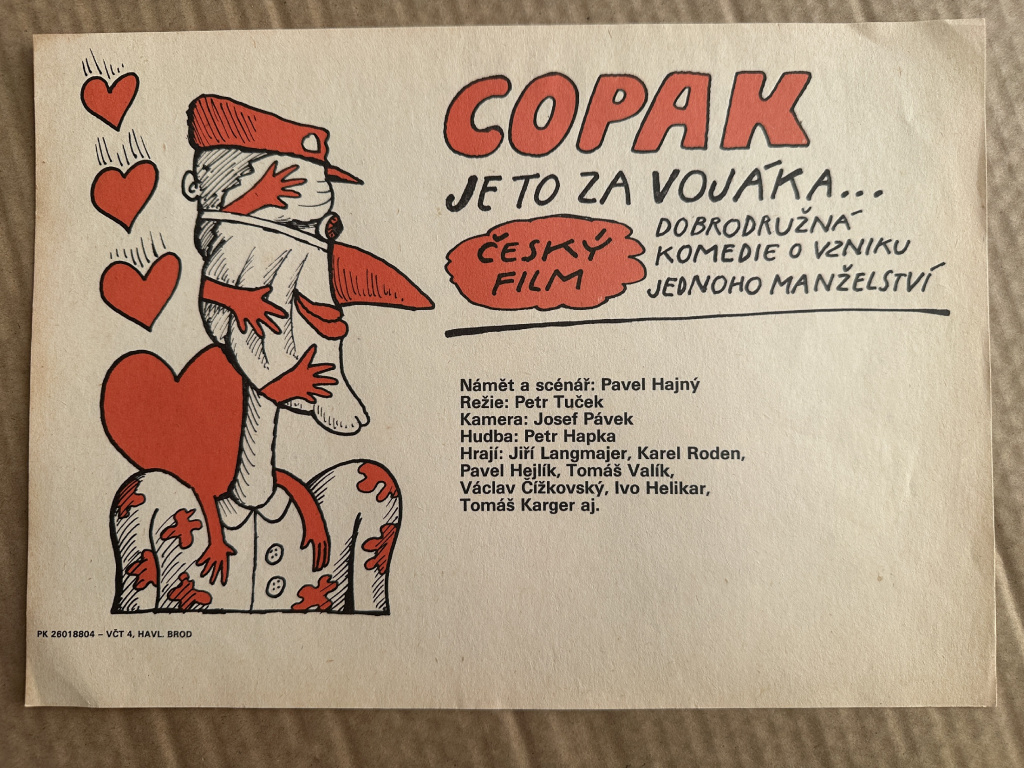 COPAK
JE TO ZA VOJÁKA...
ČESKÝ
FILM
DOBRODRUŽNÁ
KOMEDIE O VZNIKU
JEDNOHO MANŽELSTVÍ
Námět a scénář: Pavel Hajný
Režie: Petr Tuček
Kamera: Josef Pávek
Hudba: Petr Hapka
Hrají: Jiří Langmajer, Karel Roden,
Pavel Hejlík, Tomáš Valík,
Václav Čížkovský, Ivo Helikar,
Tomáš Karger aj.
PK 26018804 – VČT 4, HAVL. BROD